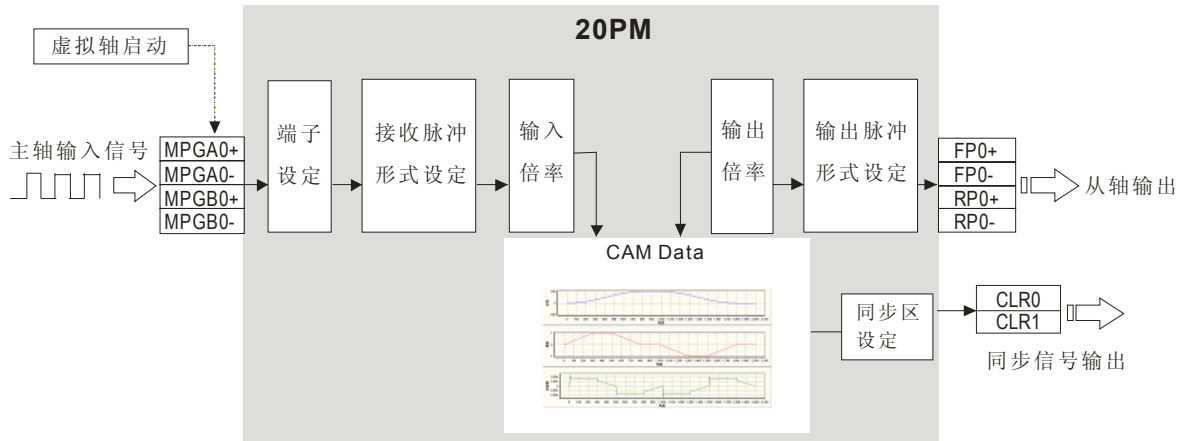 20PM
虚拟轴启动
主轴输入信号
MPGA0+
MPGA0-
MPGB0+
MPGB0-
端子
设定
接收脉冲
形式设定
输入
倍率
输出
倍率
输出脉冲
形式设定
FP0+
FP0-
RP0+
RP0-
从轴输出
CAM Data
同步区
设定
CLR0
CLR1
同步信号输出